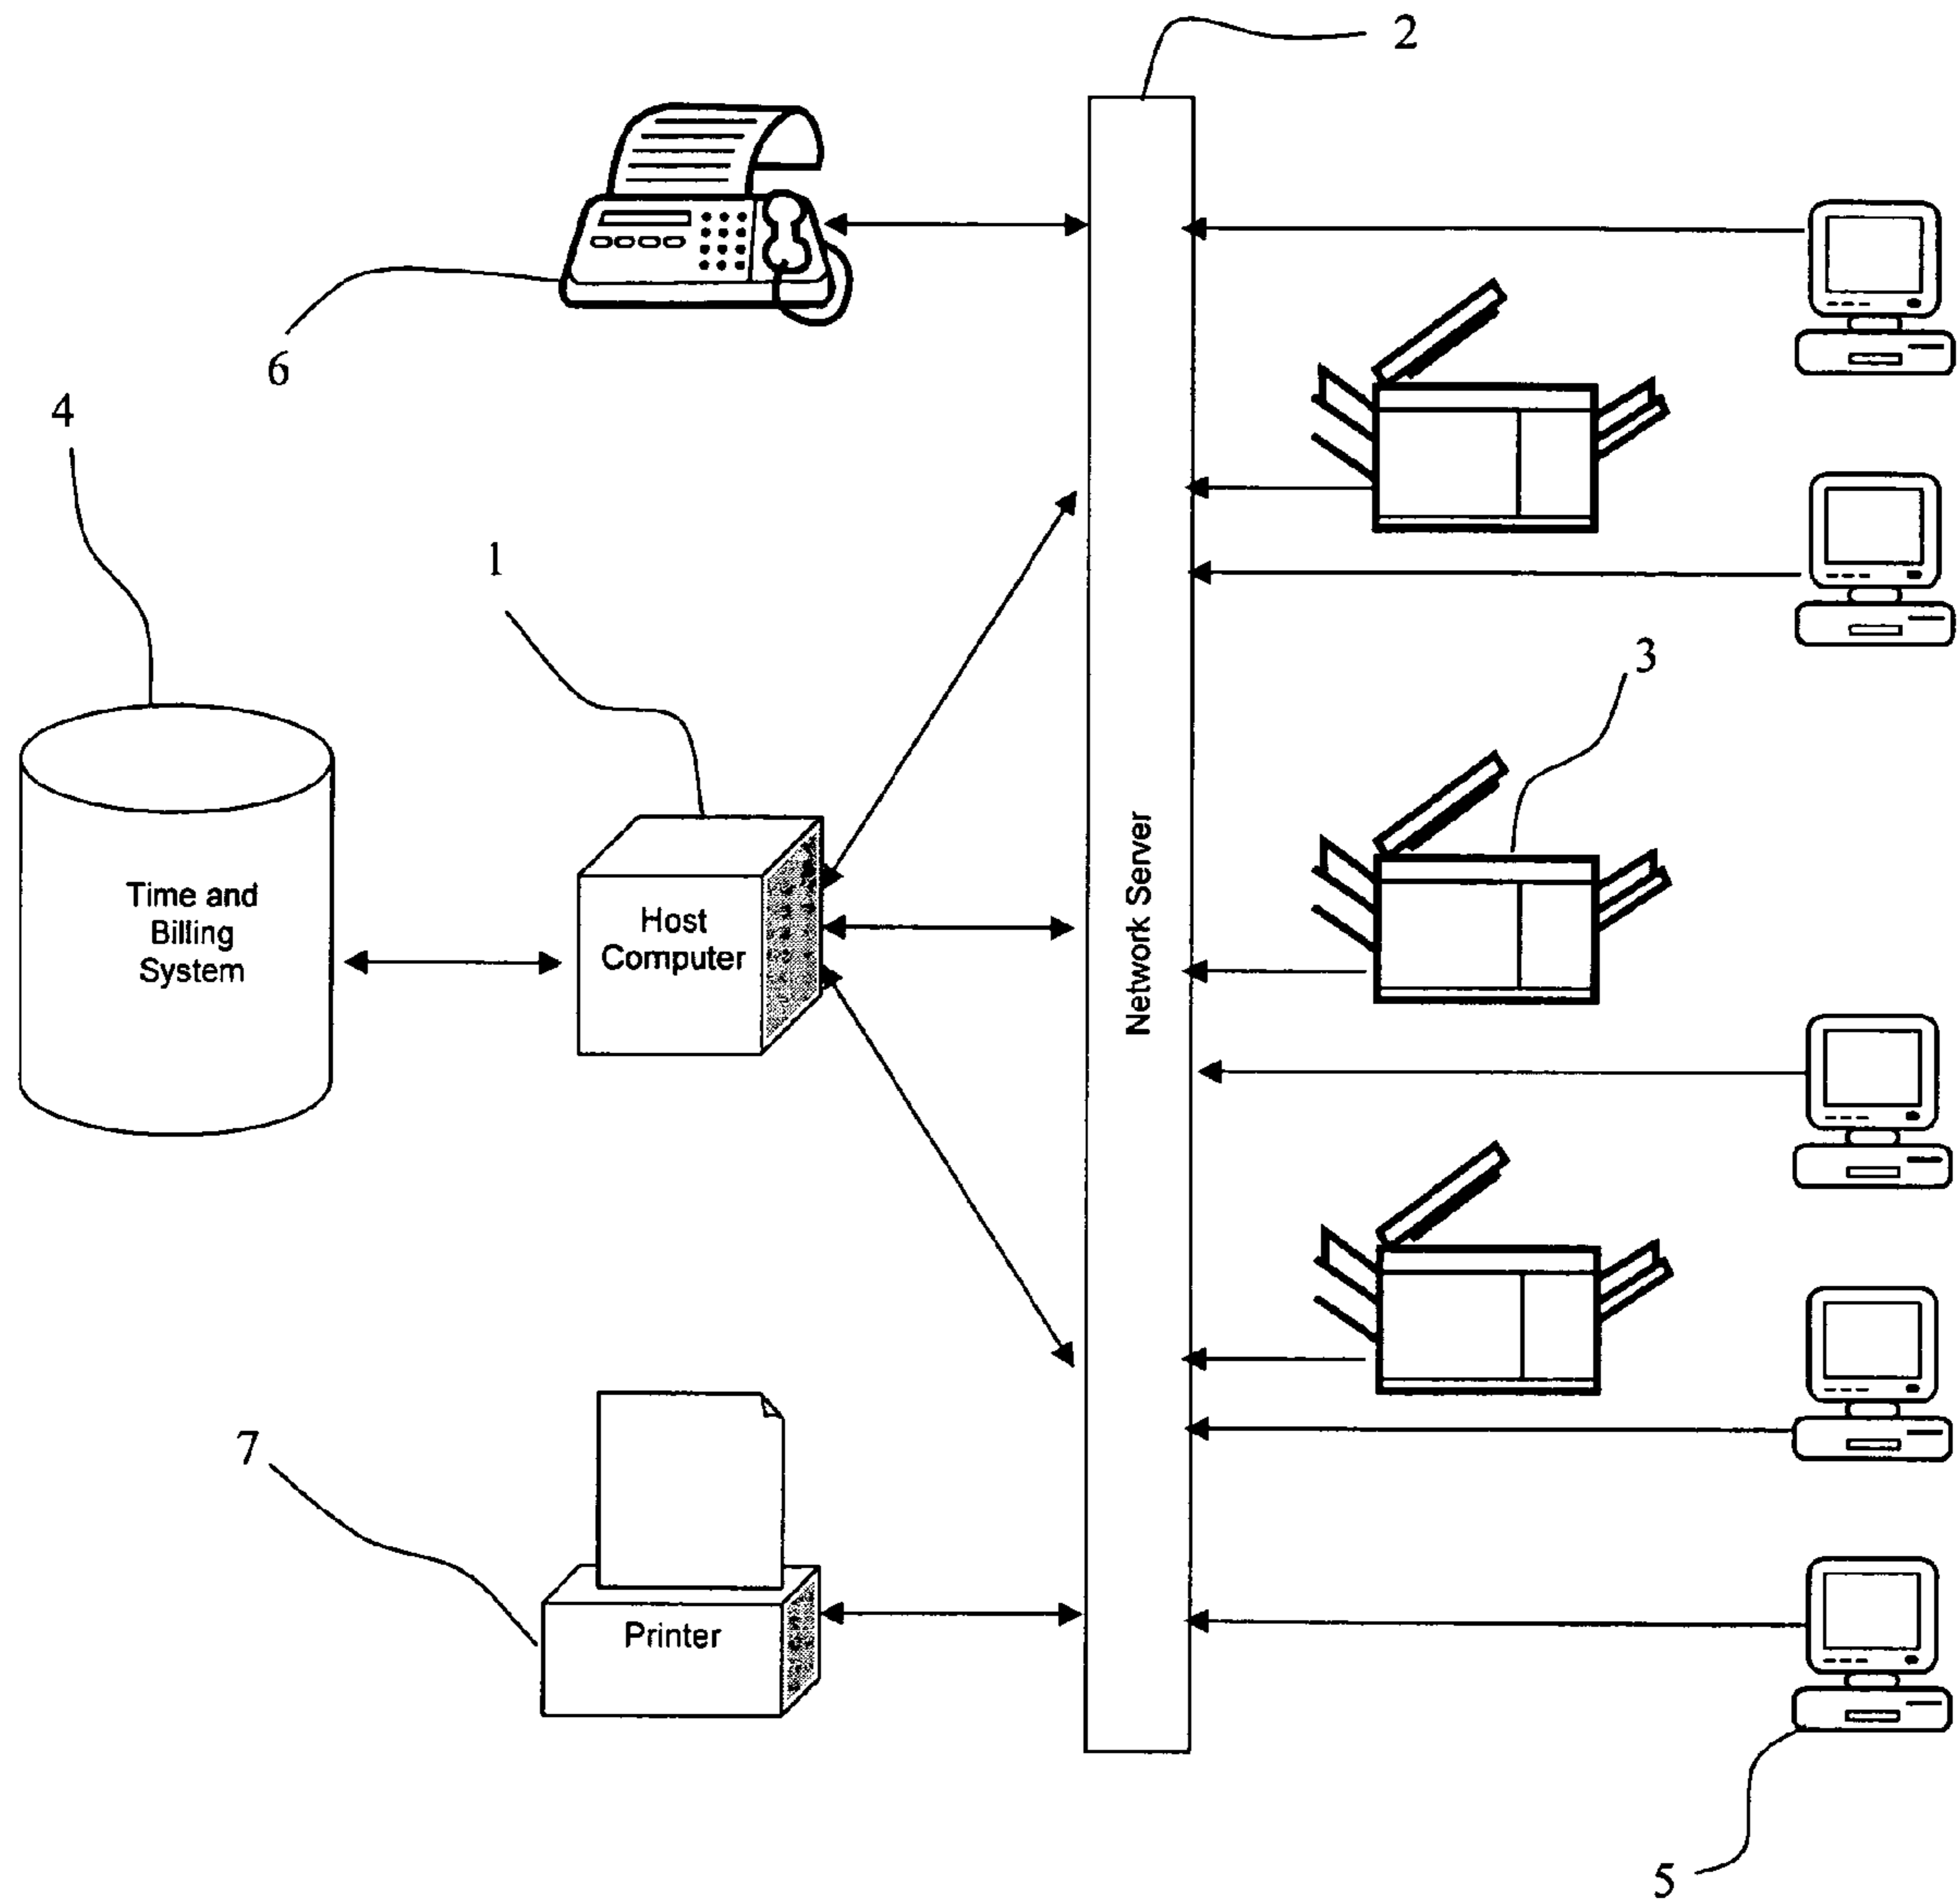 2
6
4
1
3
Time and
Billing
System
Host
Computer
Network Server
7
Printer
5